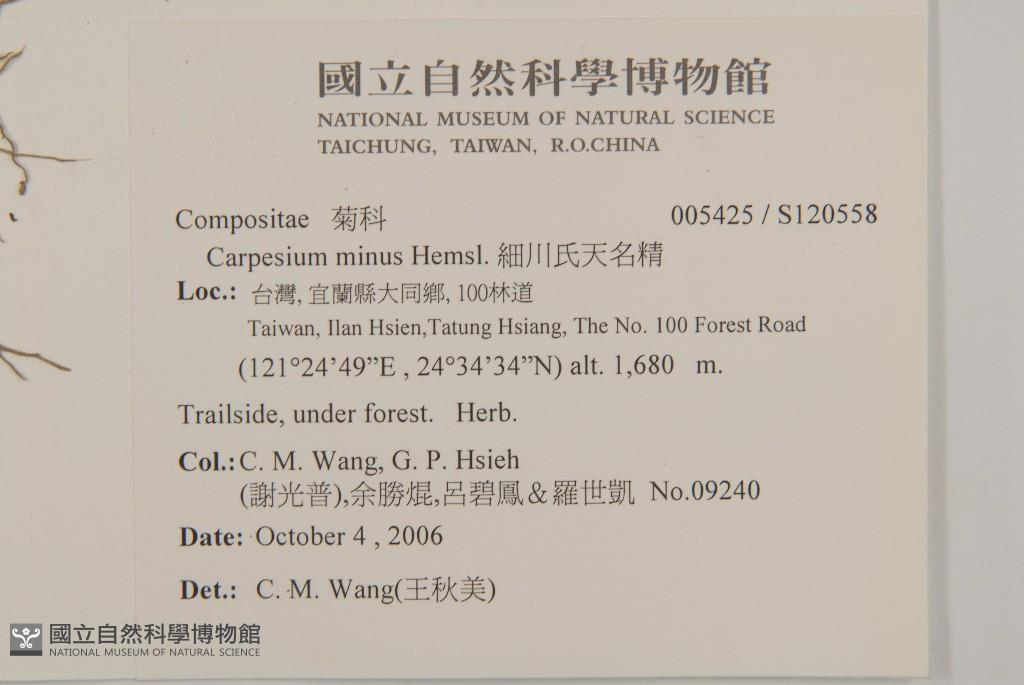 國立自然科學博物館
NATIONAL MUSEUM OF NATURAL SCIENCE
TAICHUNG, TAIWAN, R.O.CHINA
Compositae 菊科 005425 / S120558
Carpesium minus Hemsl. 細川氏天名精
Loc.: 台灣, 宜蘭縣大同鄉, 100林道
Taiwan, Ilan Hsien,Tatung Hsiang, The No. 100 Forest Road
(121°24’49”E , 24°34’34”N) alt. 1,680 m.
Trailside, under forest. Herb.
Col.: C. M. Wang, G. P. Hsieh
(謝光普),余勝焜,呂碧鳳&羅世凱 No.09240
Date: October 4 , 2006
Det.: C. M. Wang(王秋美)
國立自然科學博物館
NATIONAL MUSEUM OF NATURAL SCIENCE